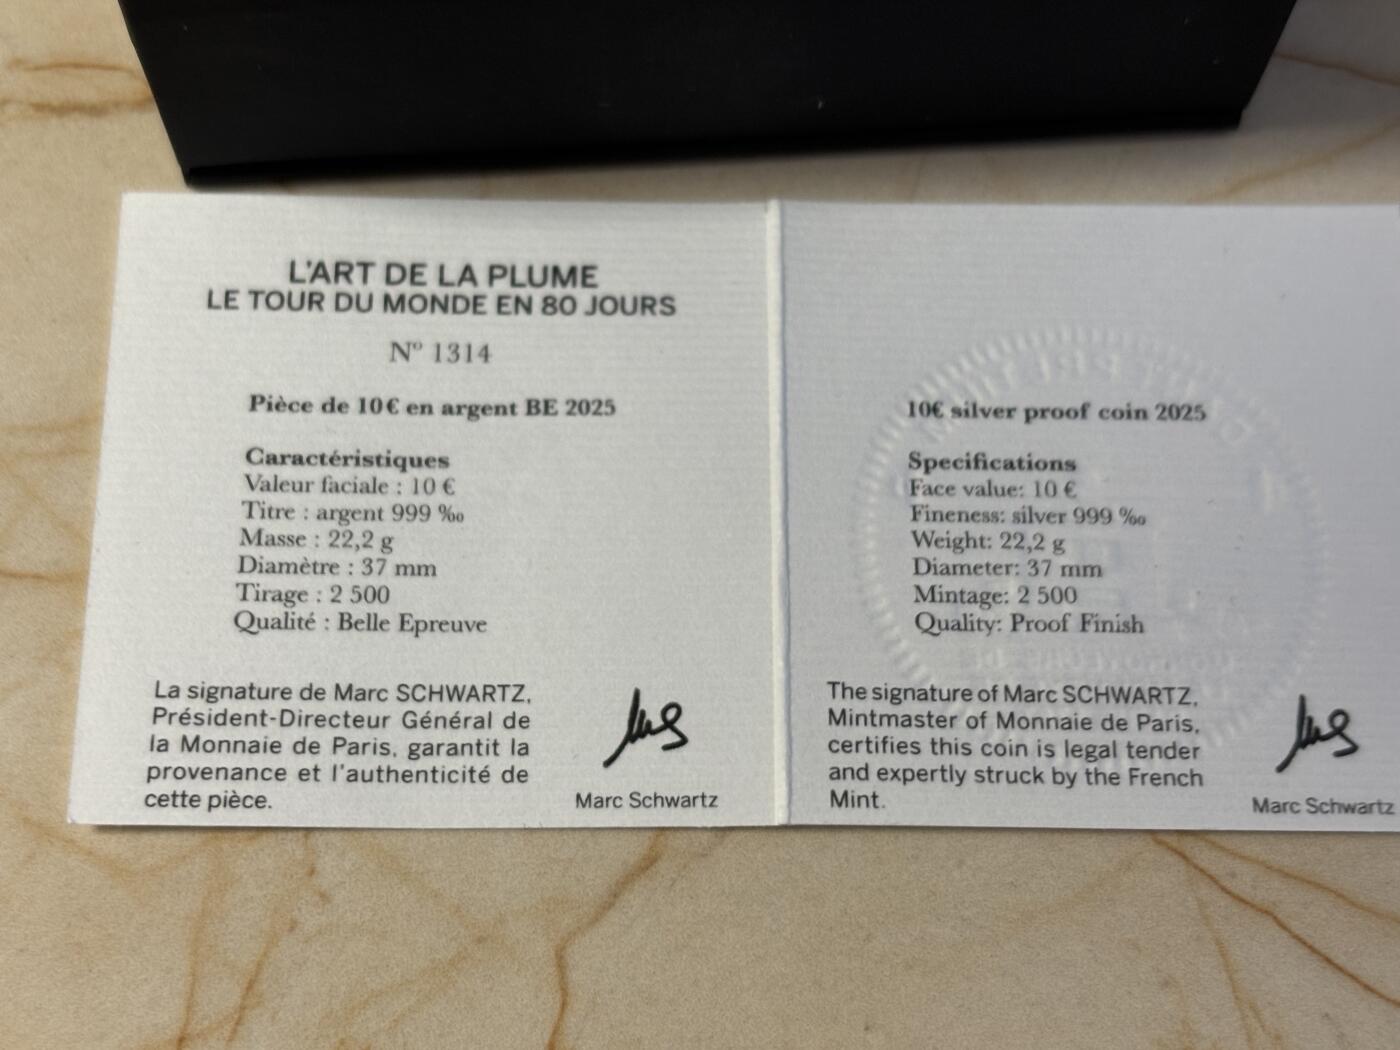 L'ART DE LA PLUME
LE TOUR DU MONDE EN 80 JOURS
Nº 1314
Pièce de 10€ en argent BE 2025
Caractéristiques
Valeur faciale : 10 €
Titre : argent 999 ‰
Masse : 22,2 g
Diamètre : 37 mm
Tirage : 2 500
Qualité : Belle Epreuve
La signature de Marc SCHWARTZ,
Président-Directeur Général de
la Monnaie de Paris, garantit la
provenance et l'authenticité de
cette pièce.
Marc Schwartz
10€ silver proof coin 2025
Specifications
Face value: 10 €
Fineness: silver 999 ‰
Weight: 22,2 g
Diameter: 37 mm
Mintage: 2 500
Quality: Proof Finish
The signature of Marc SCHWARTZ,
Mintmaster of Monnaie de Paris,
certifies this coin is legal tender
and expertly struck by the French
Mint.
Marc Schwartz